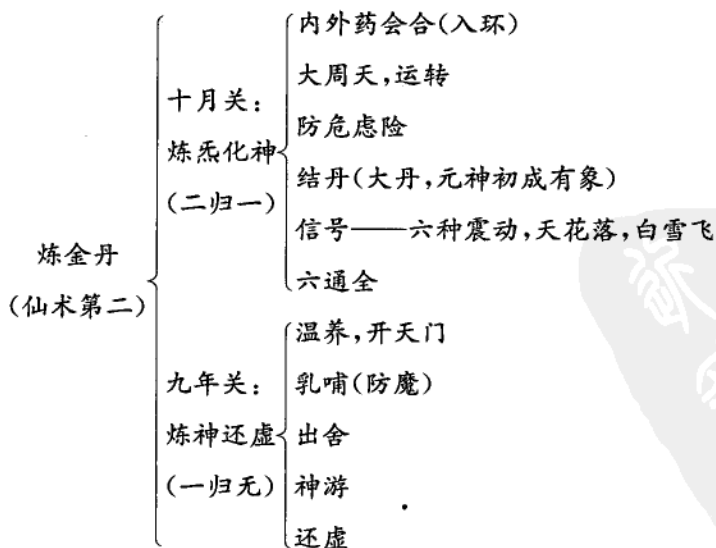 炼金丹
(仙术第二)
十月关：
炼炁化神
(二归一)
内外药会合(入环)
大周天,运转
防危虑险
结丹(大丹,元神初成有象)
信号——六种震动,天花落,白雪飞
六通全
九年关：
炼神还虚
(一归无)
温养,开天门
乳哺(防魔)
出舍
神游
还虚